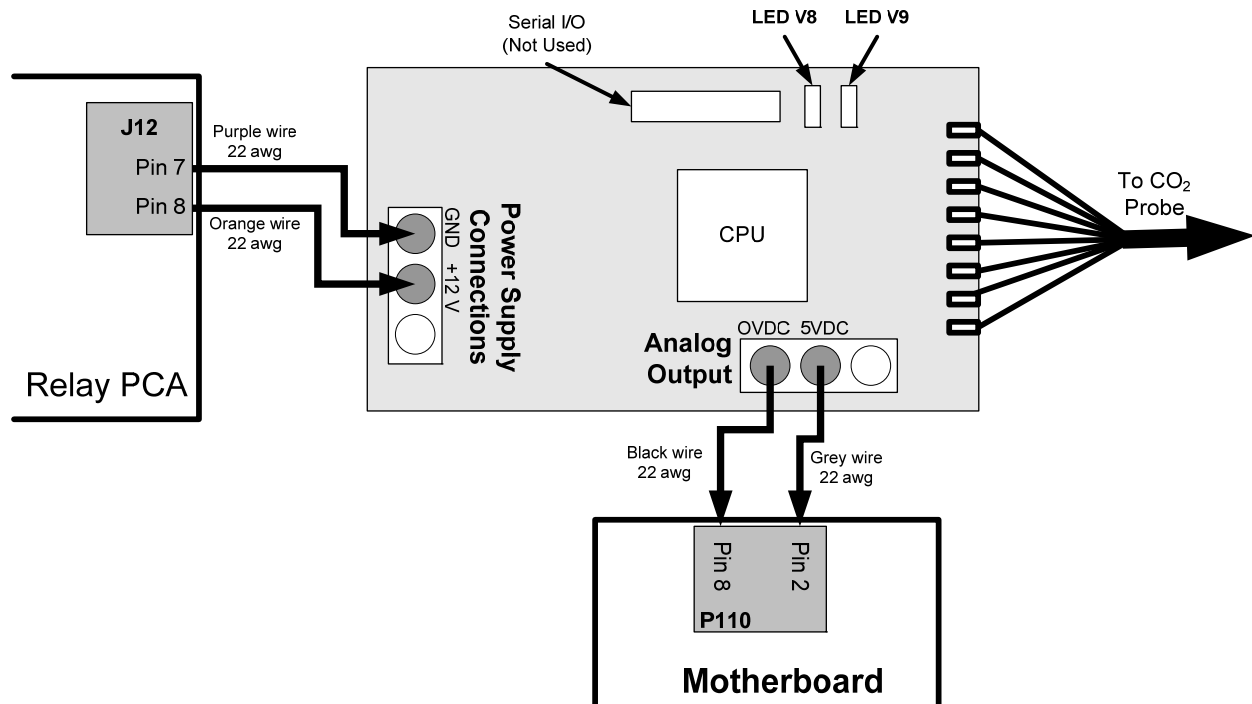 Serial I/O
(Not Used)
LED V8
LED V9
J12
Pin 7
Pin 8
Purple wire
22 awg
Orange wire
22 awg
Relay PCA
GND
+12 V
Power Supply
Connections
CPU
To CO₂
Probe
Analog
Output
OVDC
5VDC
Black wire
22 awg
Grey wire
22 awg
Pin 8
Pin 2
P110
Motherboard